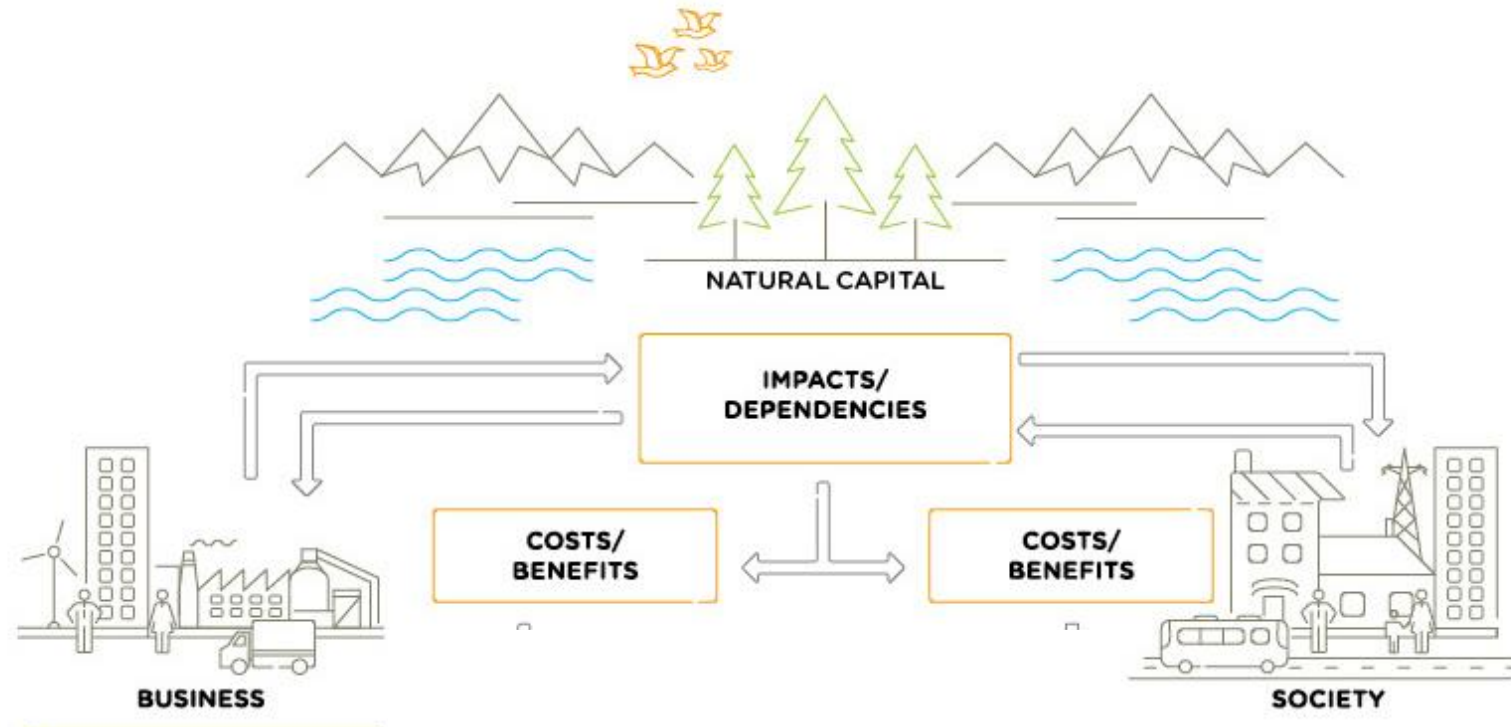 NATURAL CAPITAL
IMPACTS/
DEPENDENCIES
COSTS/
BENEFITS
COSTS/
BENEFITS
BUSINESS
SOCIETY